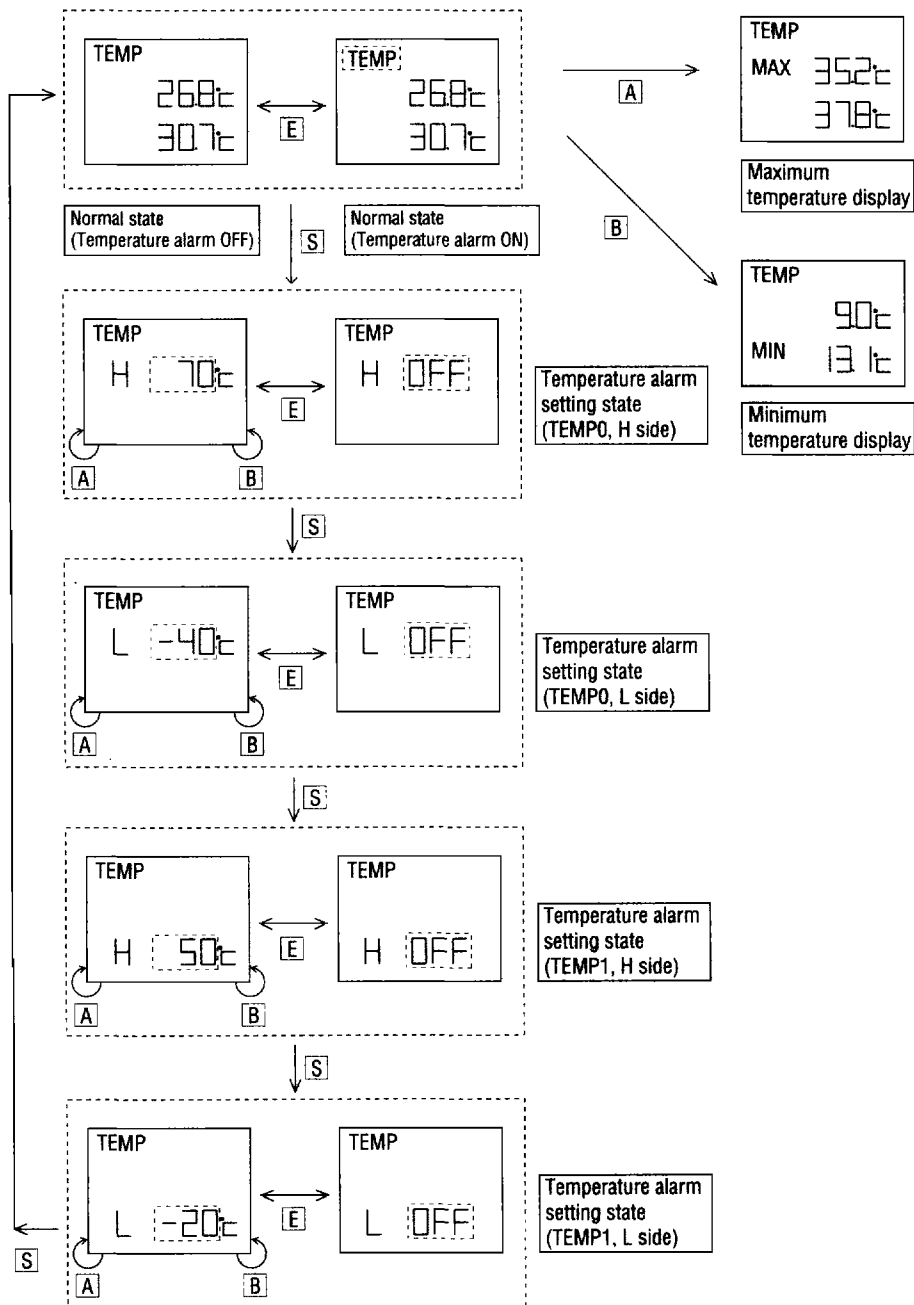 TEMP
26.8°C
30.7°C
E
TEMP
26.8°C
30.7°C
A
TEMP
MAX 35.2°C
37.8°C
Maximum
temperature display
Normal state
(Temperature alarm OFF)
S
Normal state
(Temperature alarm ON)
B
TEMP
9.0°C
MIN 13.1°C
Minimum
temperature display
TEMP
H 70°C
A
B
E
TEMP
H OFF
Temperature alarm
setting state
(TEMP0, H side)
S
TEMP
L -40°C
A
B
E
TEMP
L OFF
Temperature alarm
setting state
(TEMP0, L side)
S
TEMP
H 50°C
A
B
E
TEMP
H OFF
Temperature alarm
setting state
(TEMP1, H side)
S
TEMP
L -20°C
A
B
E
TEMP
L OFF
Temperature alarm
setting state
(TEMP1, L side)
S